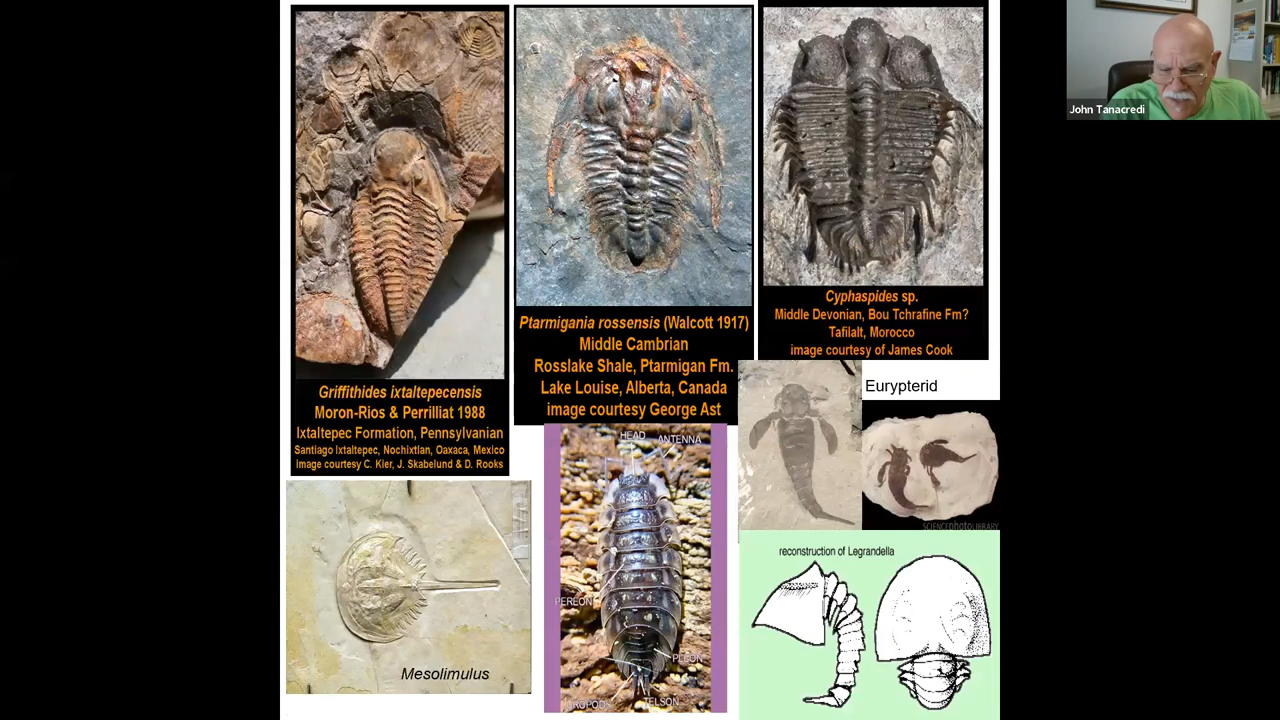 Griffithides ixtaltepecensis
Moron-Rios & Perrilliat 1988
Ixtaltepec Formation, Pennsylvanian
Santiago Ixtaltepec, Nochixtlan, Oaxaca, Mexico
Image courtesy C. Kier, J. Skabelund & D. Rooks
Ptarmigania rossensis (Walcott 1917)
Middle Cambrian
Rosslake Shale, Ptarmigan Fm.
Lake Louise, Alberta, Canada
image courtesy George Ast
Cyphaspides sp.
Middle Devonian, Bou Tchrafine Fm?
Tafilalt, Morocco
image courtesy of James Cook
John Tanacredi
Eurypterid
SCIENCEPHOTOLIBRARY
Mesolimulus
HEAD
ANTENNA
PEREON
PLEON
UROPODS
TELSON
reconstruction of Legrandella